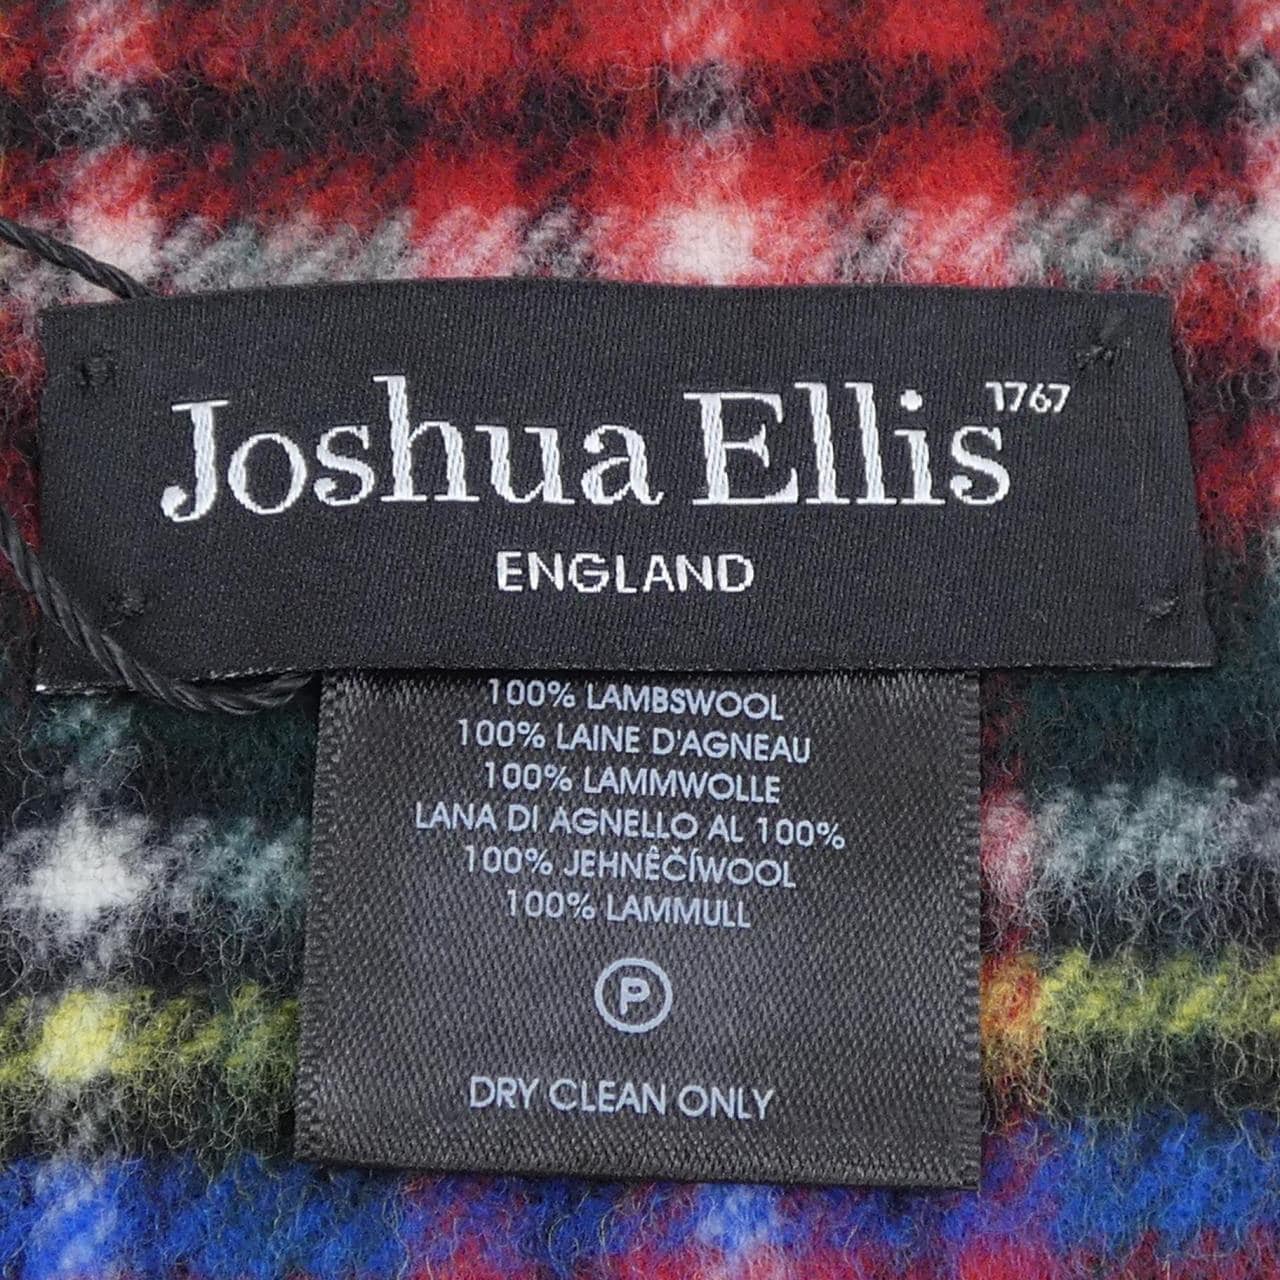 Joshua Ellis 1767
ENGLAND
100% LAMBSWOOL
100% LAINE D'AGNEAU
100% LAMMWOLLE
LANA DI AGNELLO AL 100%
100% JEHNÊČÍWOOL
100% LAMMULL
P
DRY CLEAN ONLY